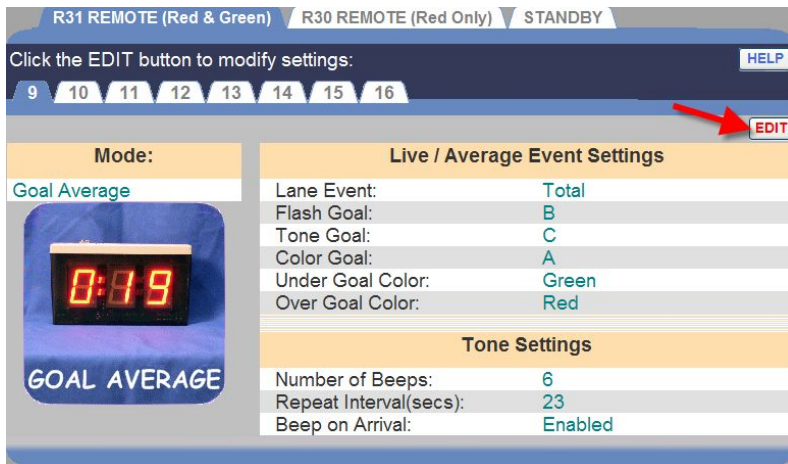 R31 REMOTE (Red & Green) R30 REMOTE (Red Only) STANDBY
Click the EDIT button to modify settings: HELP
9 10 11 12 13 14 15 16
EDIT
Mode: Live / Average Event Settings
Goal Average Lane Event: Total
Flash Goal: B
Tone Goal: C
Color Goal: A
Under Goal Color: Green
0:19
Over Goal Color: Red
Tone Settings
GOAL AVERAGE Number of Beeps: 6
Repeat Interval(secs): 23
Beep on Arrival: Enabled